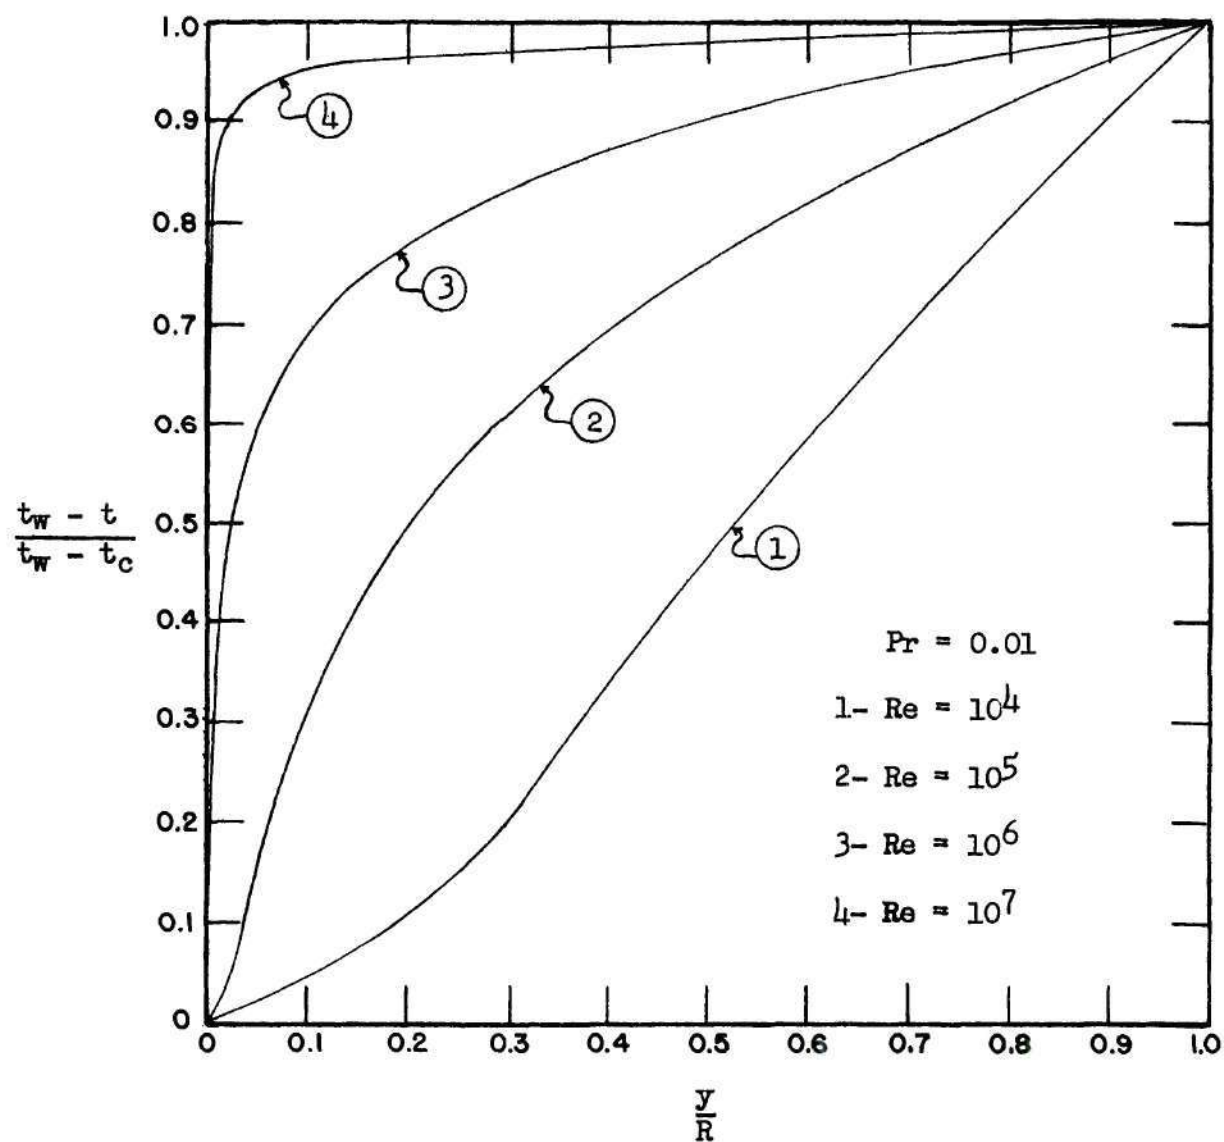 1.0
0.9
0.8
0.7
0.6
0.5
0.4
0.3
0.2
0.1
0
4
3
2
1
t_w - t
t_w - t_c
Pr = 0.01
1- Re = 10^4
2- Re = 10^5
3- Re = 10^6
4- Re = 10^7
0 0.1 0.2 0.3 0.4 0.5 0.6 0.7 0.8 0.9 1.0
y
R